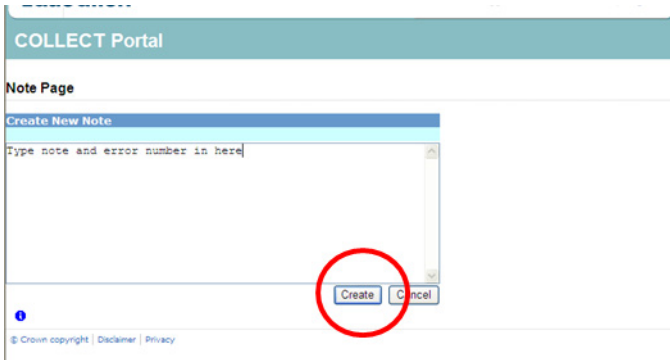 COLLECT Portal
Note Page
Create New Note
Type note and error number in here
Create Cancel
© Crown copyright | Disclaimer | Privacy